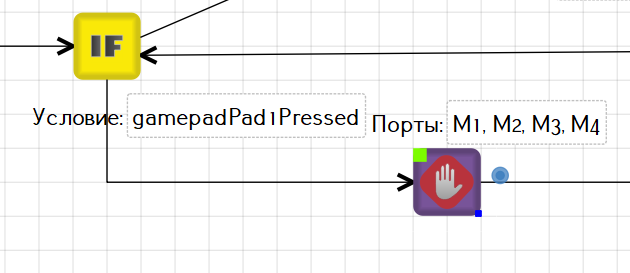 IF
Условие: gamepadPad1Pressed
Порты: M1, M2, M3, M4